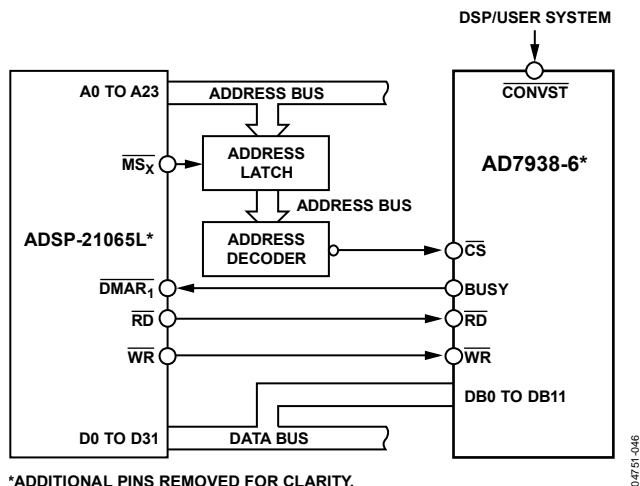 DSP/USER SYSTEM
A0 TO A23
ADDRESS BUS
CONVST
MSX
ADDRESS
LATCH
AD7938-6*
ADDRESS BUS
ADSP-21065L*
ADDRESS
DECODER
CS
DMAR1
BUSY
RD
RD
WR
WR
DB0 TO DB11
D0 TO D31
DATA BUS
*ADDITIONAL PINS REMOVED FOR CLARITY.
04751-046